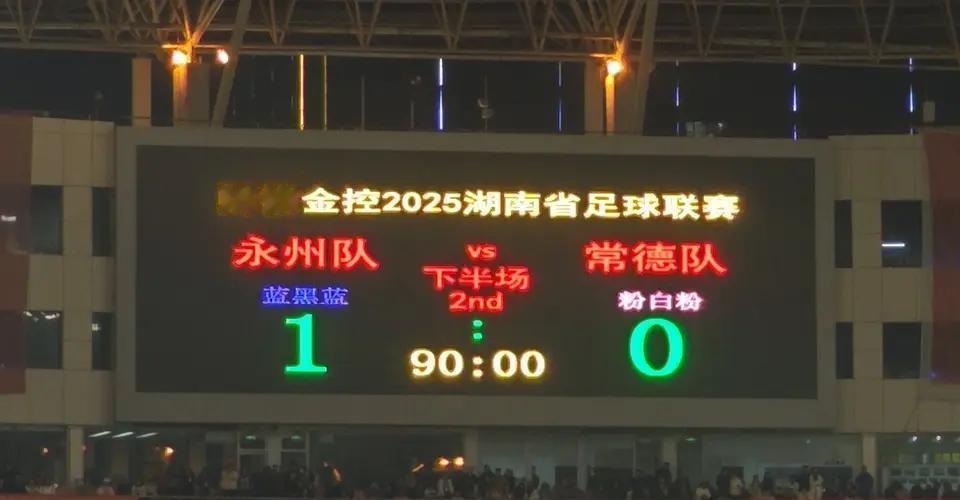 金控2025湖南省足球联赛
永州队 vs 常德队
下半场
蓝黑蓝 2nd 粉白粉
1 : 0
90:00